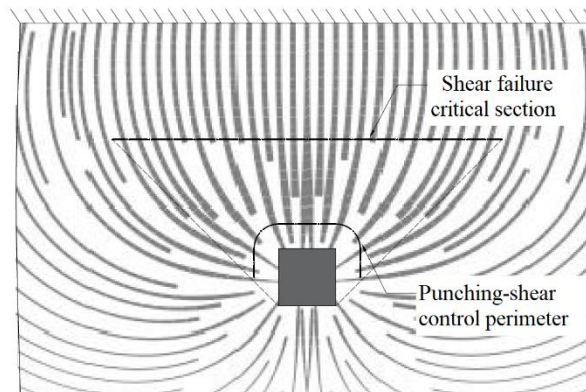 Shear failure
critical section
Punching-shear
control perimeter